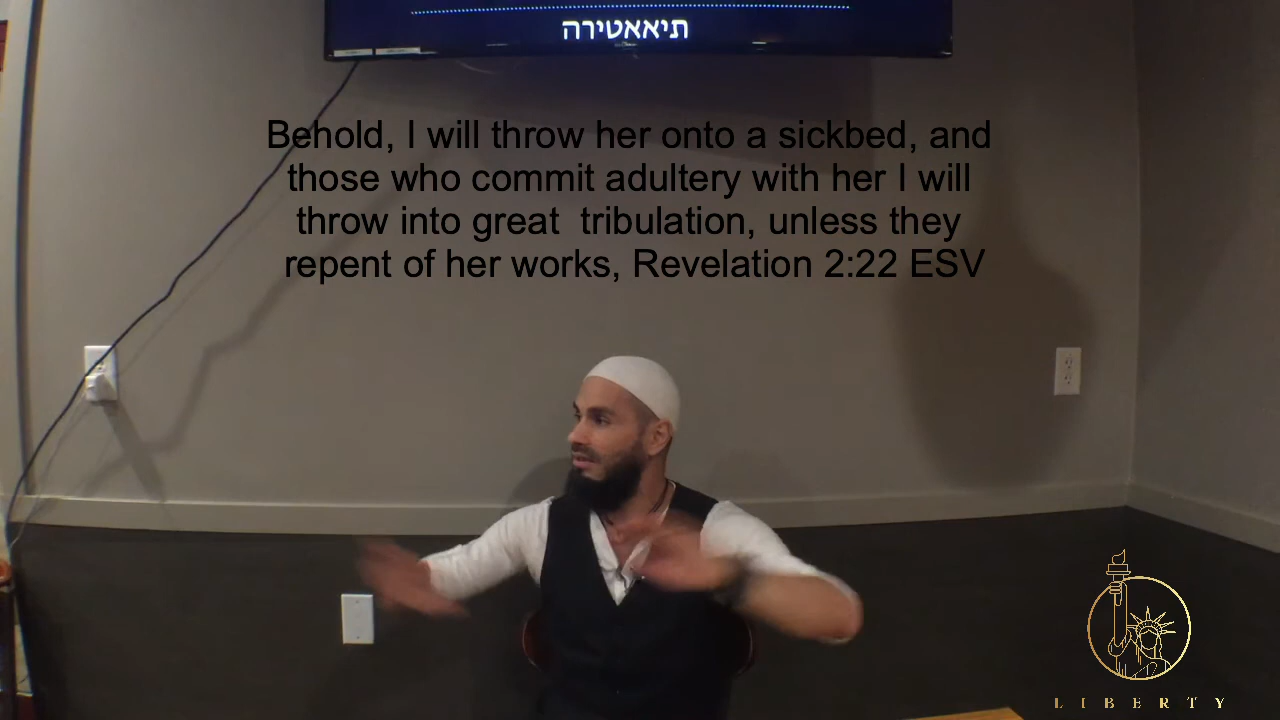 תיאאטירה
Behold, I will throw her onto a sickbed, and
those who commit adultery with her I will
throw into great  tribulation, unless they
repent of her works, Revelation 2:22 ESV
LIBERTY